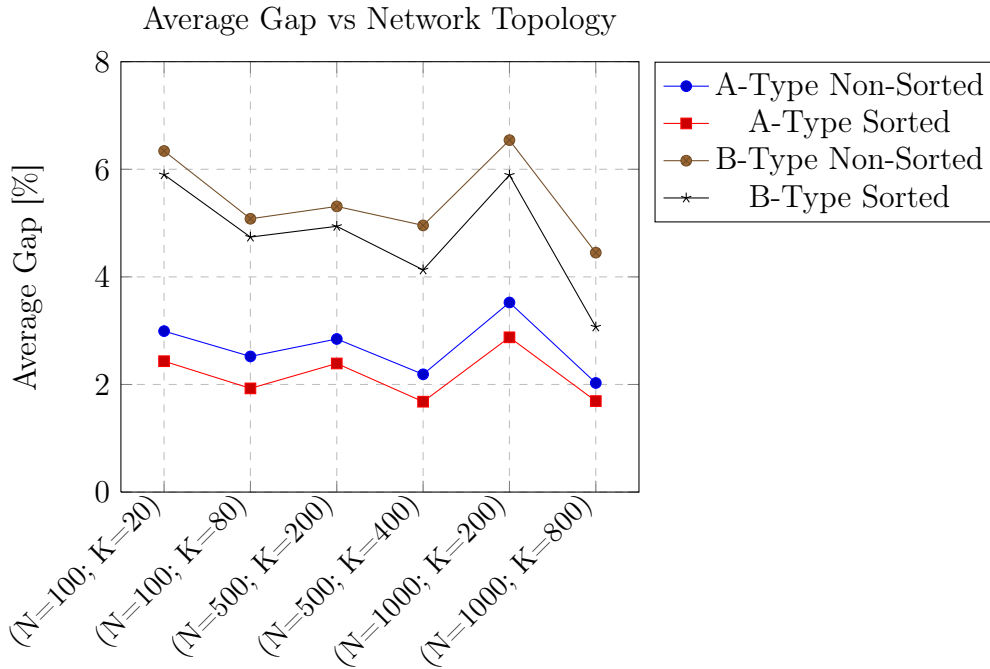 Average Gap vs Network Topology
8
6
4
2
0
Average Gap [%]
(N=100; K=20)
(N=100; K=80)
(N=500; K=200)
(N=500; K=400)
(N=1000; K=200)
(N=1000; K=800)
A-Type Non-Sorted
A-Type Sorted
B-Type Non-Sorted
B-Type Sorted